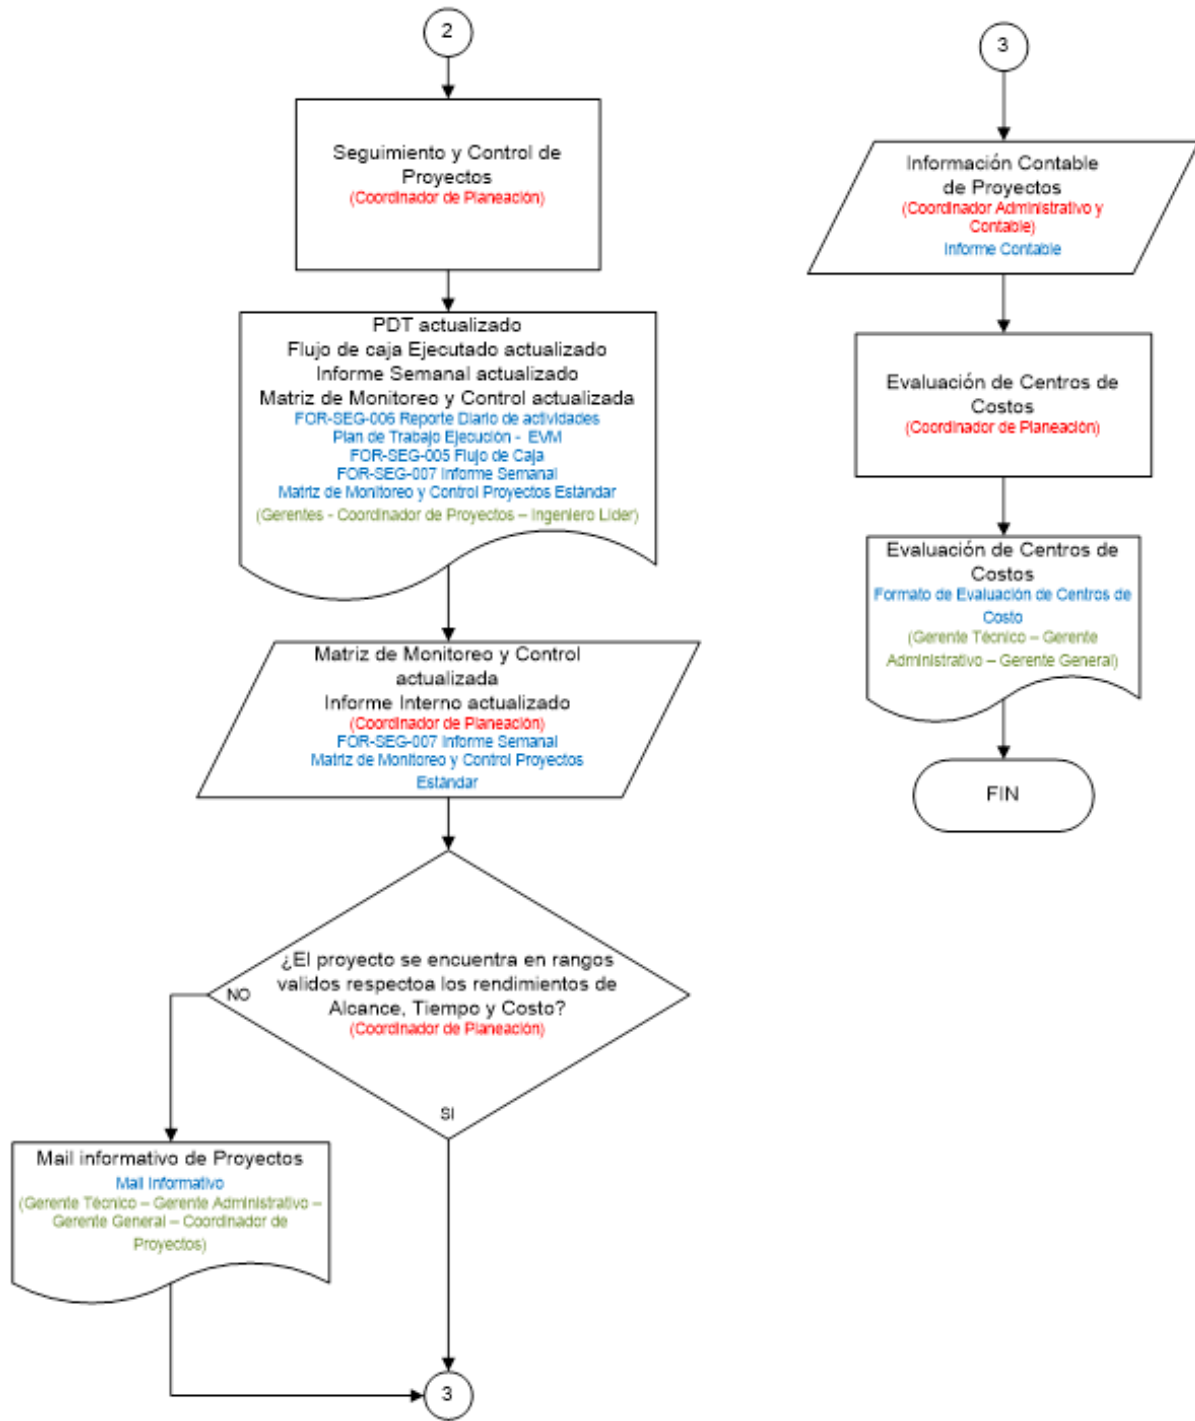 2
Seguimiento y Control de
Proyectos
(Coordinador de Planeación)
PDT actualizado
Flujo de caja Ejecutado actualizado
Informe Semanal actualizado
Matriz de Monitoreo y Control actualizada
FOR-SEG-006 Reporte Diario de actividades
Plan de Trabajo Ejecución - EVM
FOR-SEG-005 Flujo de Caja
FOR-SEG-007 Informe Semanal
Matriz de Monitoreo y Control Proyectos Estándar
(Gerentes - Coordinador de Proyectos – Ingeniero Líder)
Matriz de Monitoreo y Control
actualizada
Informe Interno actualizado
(Coordinador de Planeación)
FOR-SEG-007 Informe Semanal
Matriz de Monitoreo y Control Proyectos
Estándar
¿El proyecto se encuentra en rangos
validos respectoa los rendimientos de
Alcance, Tiempo y Costo?
(Coordinador de Planeación)
NO
SI
Mail informativo de Proyectos
Mail Informativo
(Gerente Técnico – Gerente Administrativo –
Gerente General – Coordinador de
Proyectos)
3
3
Información Contable
de Proyectos
(Coordinador Administrativo y
Contable)
Informe Contable
Evaluación de Centros de
Costos
(Coordinador de Planeación)
Evaluación de Centros de
Costos
Formato de Evaluación de Centros de
Costo
(Gerente Técnico – Gerente
Administrativo – Gerente General)
FIN